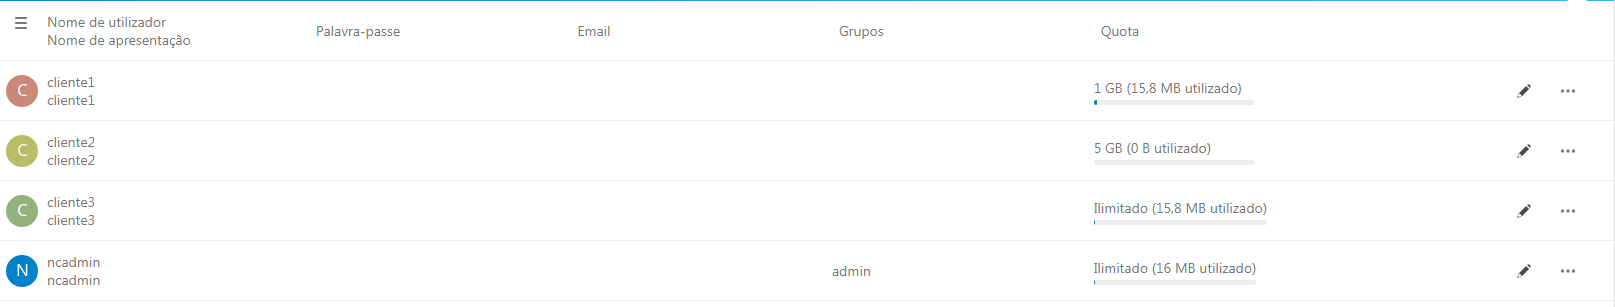 Nome de utilizador
Nome de apresentação
Palavra-passe
Email
Grupos
Quota
C
cliente1
cliente1
1 GB (15,8 MB utilizado)
C
cliente2
cliente2
5 GB (0 B utilizado)
C
cliente3
cliente3
Ilimitado (15,8 MB utilizado)
N
ncadmin
ncadmin
admin
Ilimitado (16 MB utilizado)